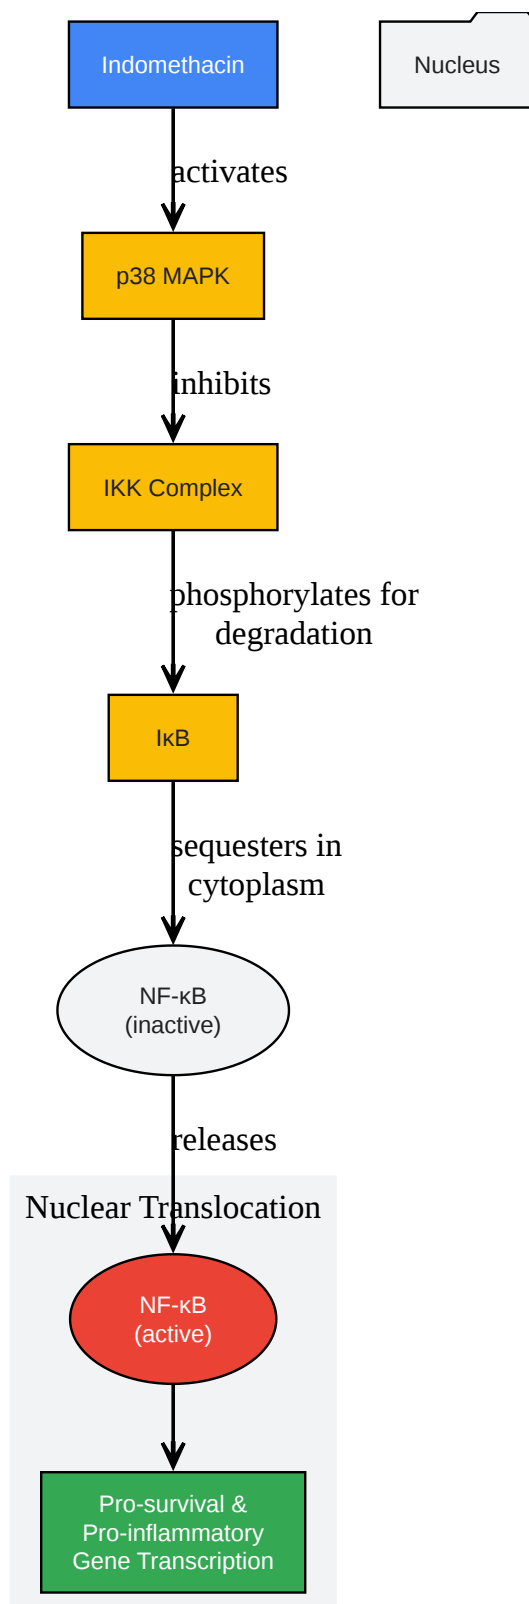 Indomethacin
Nucleus
activates
p38 MAPK
inhibits
IKK Complex
phosphorylates for
degradation
IκB
sequesters in
cytoplasm
NF-κB
(inactive)
releases
Nuclear Translocation
NF-κB
(active)
Pro-survival &
Pro-inflammatory
Gene Transcription